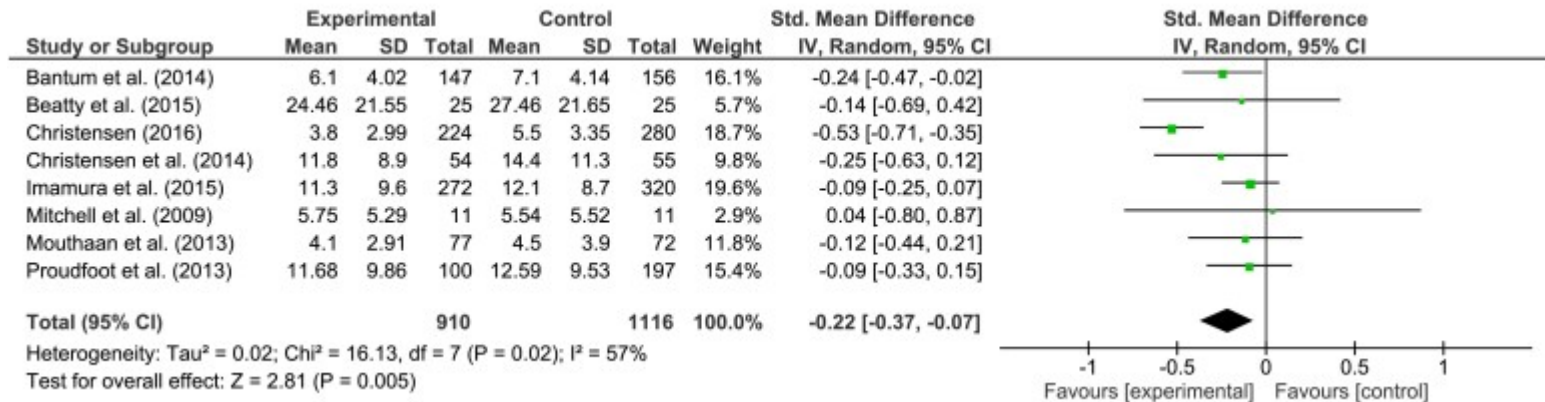 Experimental Control Std. Mean Difference Std. Mean Difference
Study or Subgroup Mean SD Total Mean SD Total Weight IV, Random, 95% CI IV, Random, 95% CI
Bantum et al. (2014) 6.1 4.02 147 7.1 4.14 156 16.1% -0.24 [-0.47, -0.02]
Beatty et al. (2015) 24.46 21.55 25 27.46 21.65 25 5.7% -0.14 [-0.69, 0.42]
Christensen (2016) 3.8 2.99 224 5.5 3.35 280 18.7% -0.53 [-0.71, -0.35]
Christensen et al. (2014) 11.8 8.9 54 14.4 11.3 55 9.8% -0.25 [-0.63, 0.12]
Imamura et al. (2015) 11.3 9.6 272 12.1 8.7 320 19.6% -0.09 [-0.25, 0.07]
Mitchell et al. (2009) 5.75 5.29 11 5.54 5.52 11 2.9% 0.04 [-0.80, 0.87]
Mouthaan et al. (2013) 4.1 2.91 77 4.5 3.9 72 11.8% -0.12 [-0.44, 0.21]
Proudfoot et al. (2013) 11.68 9.86 100 12.59 9.53 197 15.4% -0.09 [-0.33, 0.15]
Total (95% CI) 910 1116 100.0% -0.22 [-0.37, -0.07]
Heterogeneity: Tau² = 0.02; Chi² = 16.13, df = 7 (P = 0.02); I² = 57%
Test for overall effect: Z = 2.81 (P = 0.005)
-1 -0.5 0 0.5 1
Favours [experimental] Favours [control]